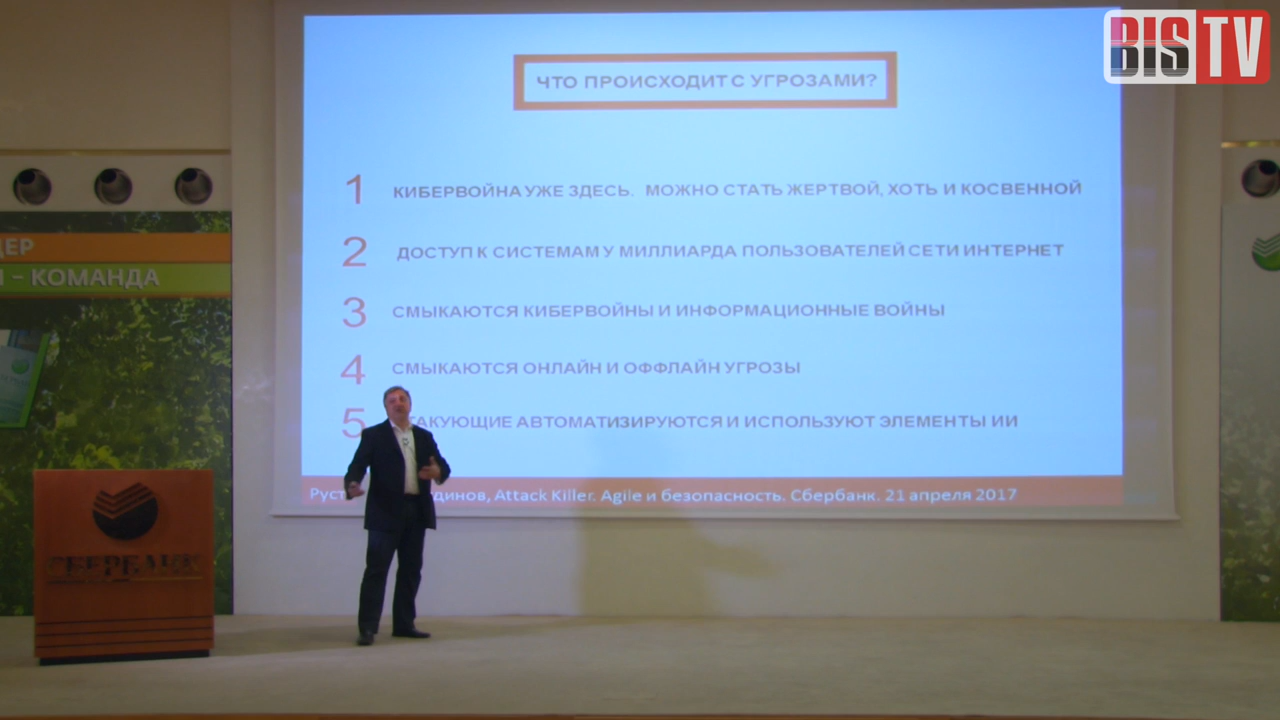 BIS TV
ЧТО ПРОИСХОДИТ С УГРОЗАМИ?
1 КИБЕРВОЙНА УЖЕ ЗДЕСЬ. МОЖНО СТАТЬ ЖЕРТВОЙ, ХОТЬ И КОСВЕННОЙ
2 ДОСТУП К СИСТЕМАМ У МИЛЛИАРДА ПОЛЬЗОВАТЕЛЕЙ СЕТИ ИНТЕРНЕТ
3 СМЫКАЮТСЯ КИБЕРВОЙНЫ И ИНФОРМАЦИОННЫЕ ВОЙНЫ
4 СМЫКАЮТСЯ ОНЛАЙН И ОФФЛАЙН УГРОЗЫ
5 ТАКУЮЩИЕ АВТОМАТИЗИРУЮТСЯ И ИСПОЛЬЗУЮТ ЭЛЕМЕНТЫ ИИ
Attack Killer. Agile и безопасность. Сбербанк. 21 апреля 2017
– КОМАНДА
СБЕРБАНК